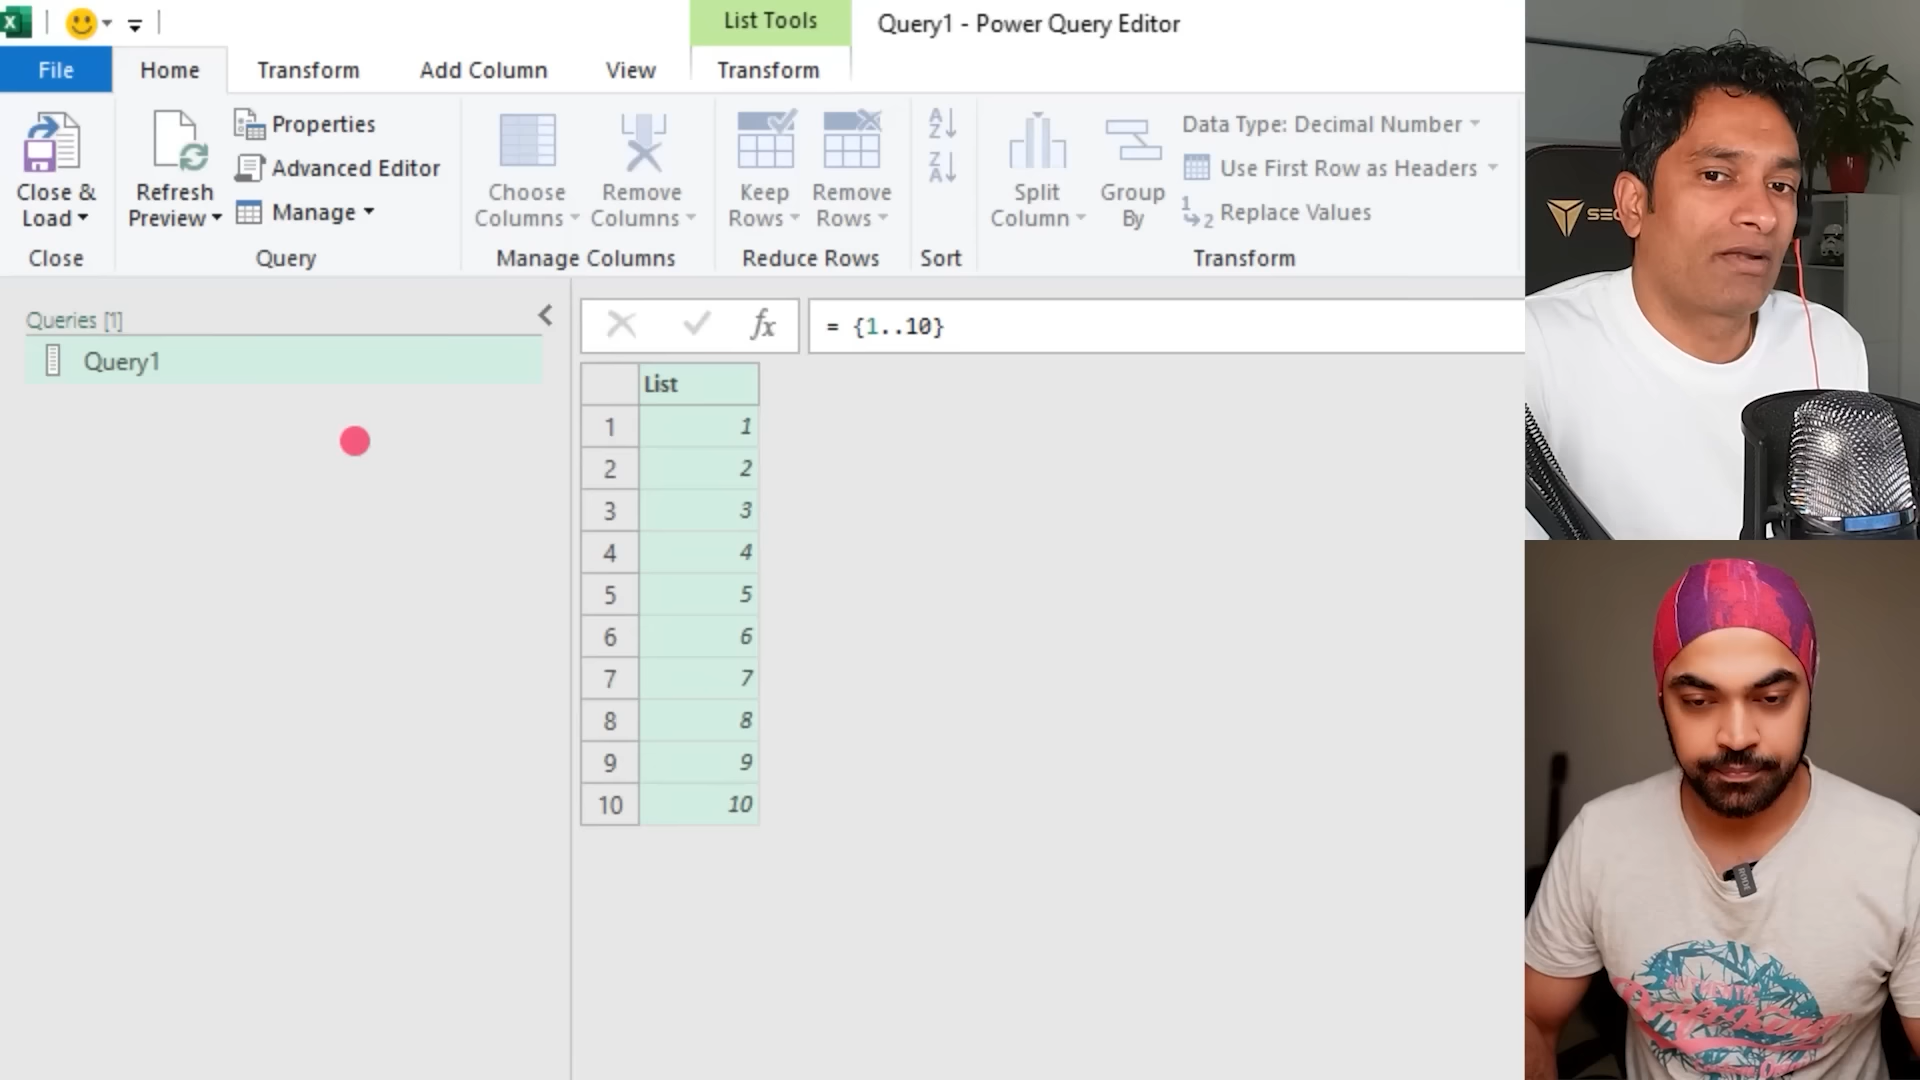 List Tools
Query1 - Power Query Editor
File
Home
Transform
Add Column
View
Transform
Close &
Load
Refresh
Preview
Properties
Advanced Editor
Manage
Choose
Columns
Remove
Columns
Keep
Rows
Remove
Rows
A
Z
Z
A
Split
Column
Group
By
Data Type: Decimal Number
Use First Row as Headers
1
2
Replace Values
Close
Query
Manage Columns
Reduce Rows
Sort
Transform
Queries [1]
Query1
fx
= {1..10}
List
1 1
2 2
3 3
4 4
5 5
6 6
7 7
8 8
9 9
10 10
RODE
AUTHENTIC